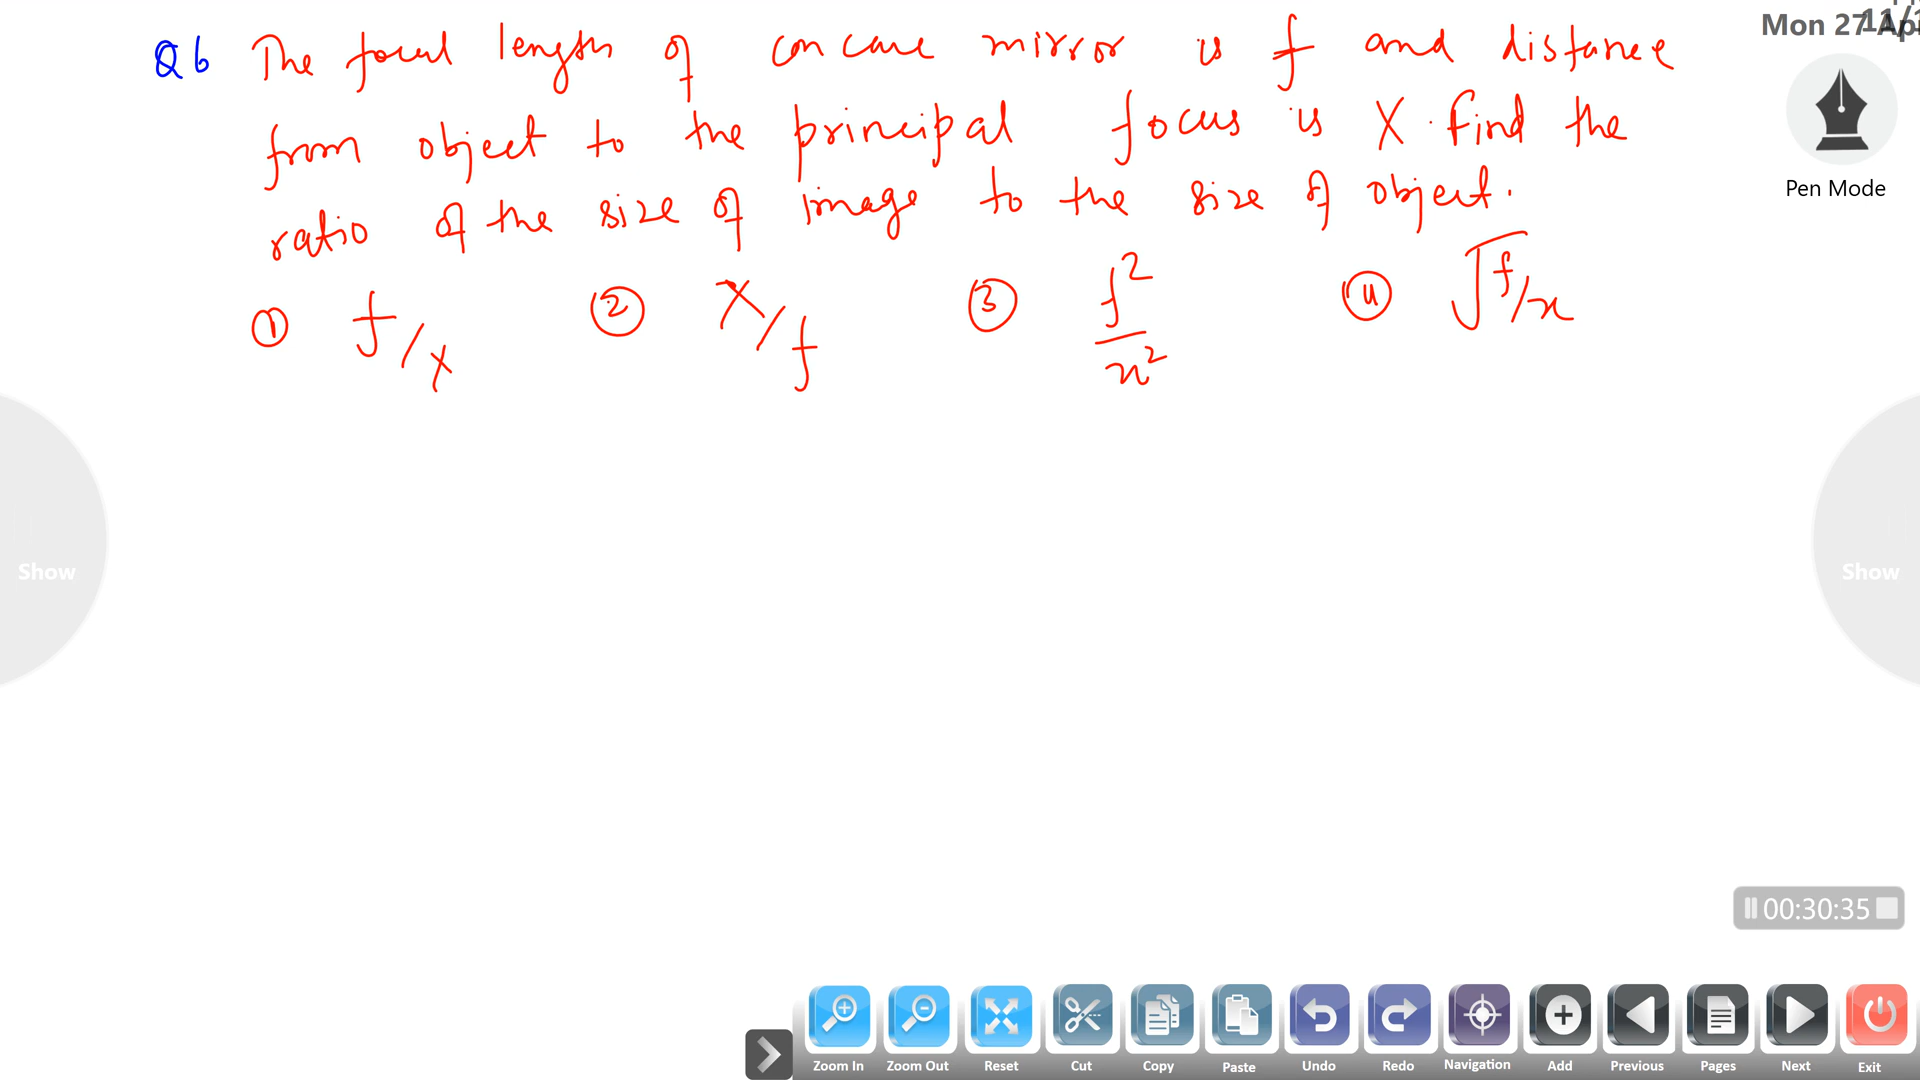 Mon 27 Ap
11/
Q6 The focal length of concave mirror is f and distance
from object to the principal focus is X. Find the
ratio of the size of image to the size of object.
① f/x ② X/f ③ f²/x² ④ √f/x
Pen Mode
Show
Show
00:30:35
Zoom In Zoom Out Reset Cut Copy Paste Undo Redo Navigation Add Previous Pages Next Exit